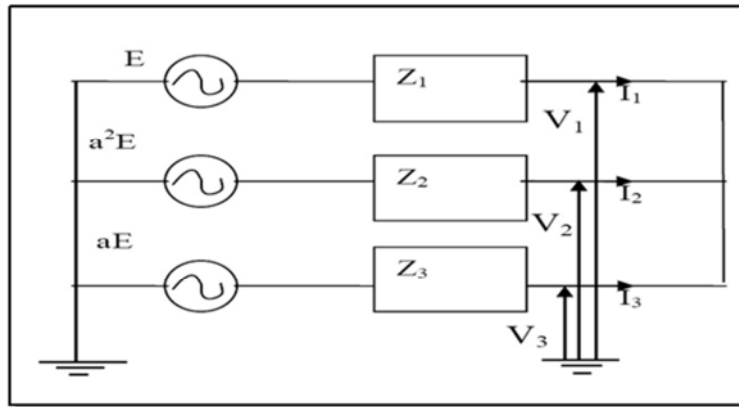 E
Z₁
I₁
V₁
a²E
Z₂
I₂
V₂
aE
Z₃
I₃
V₃